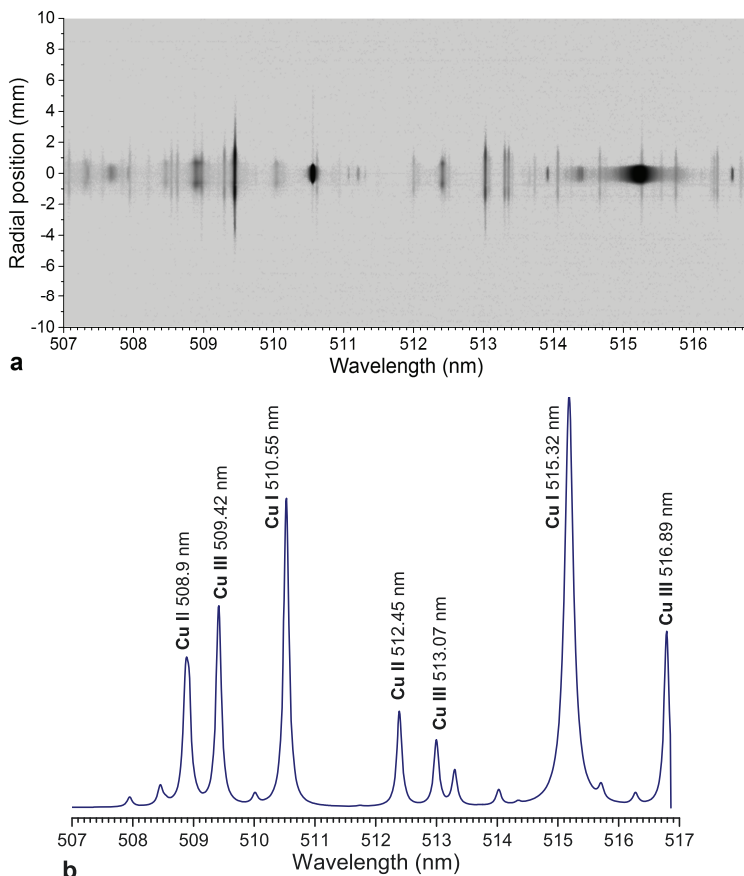 10
8
6
4
2
0
-2
-4
-6
-8
-10
Radial position (mm)
507 508 509 510 511 512 513 514 515 516
Wavelength (nm)
a
Cu II 508.9 nm
Cu III 509.42 nm
Cu I 510.55 nm
Cu II 512.45 nm
Cu III 513.07 nm
Cu I 515.32 nm
Cu III 516.89 nm
507 508 509 510 511 512 513 514 515 516 517
Wavelength (nm)
b